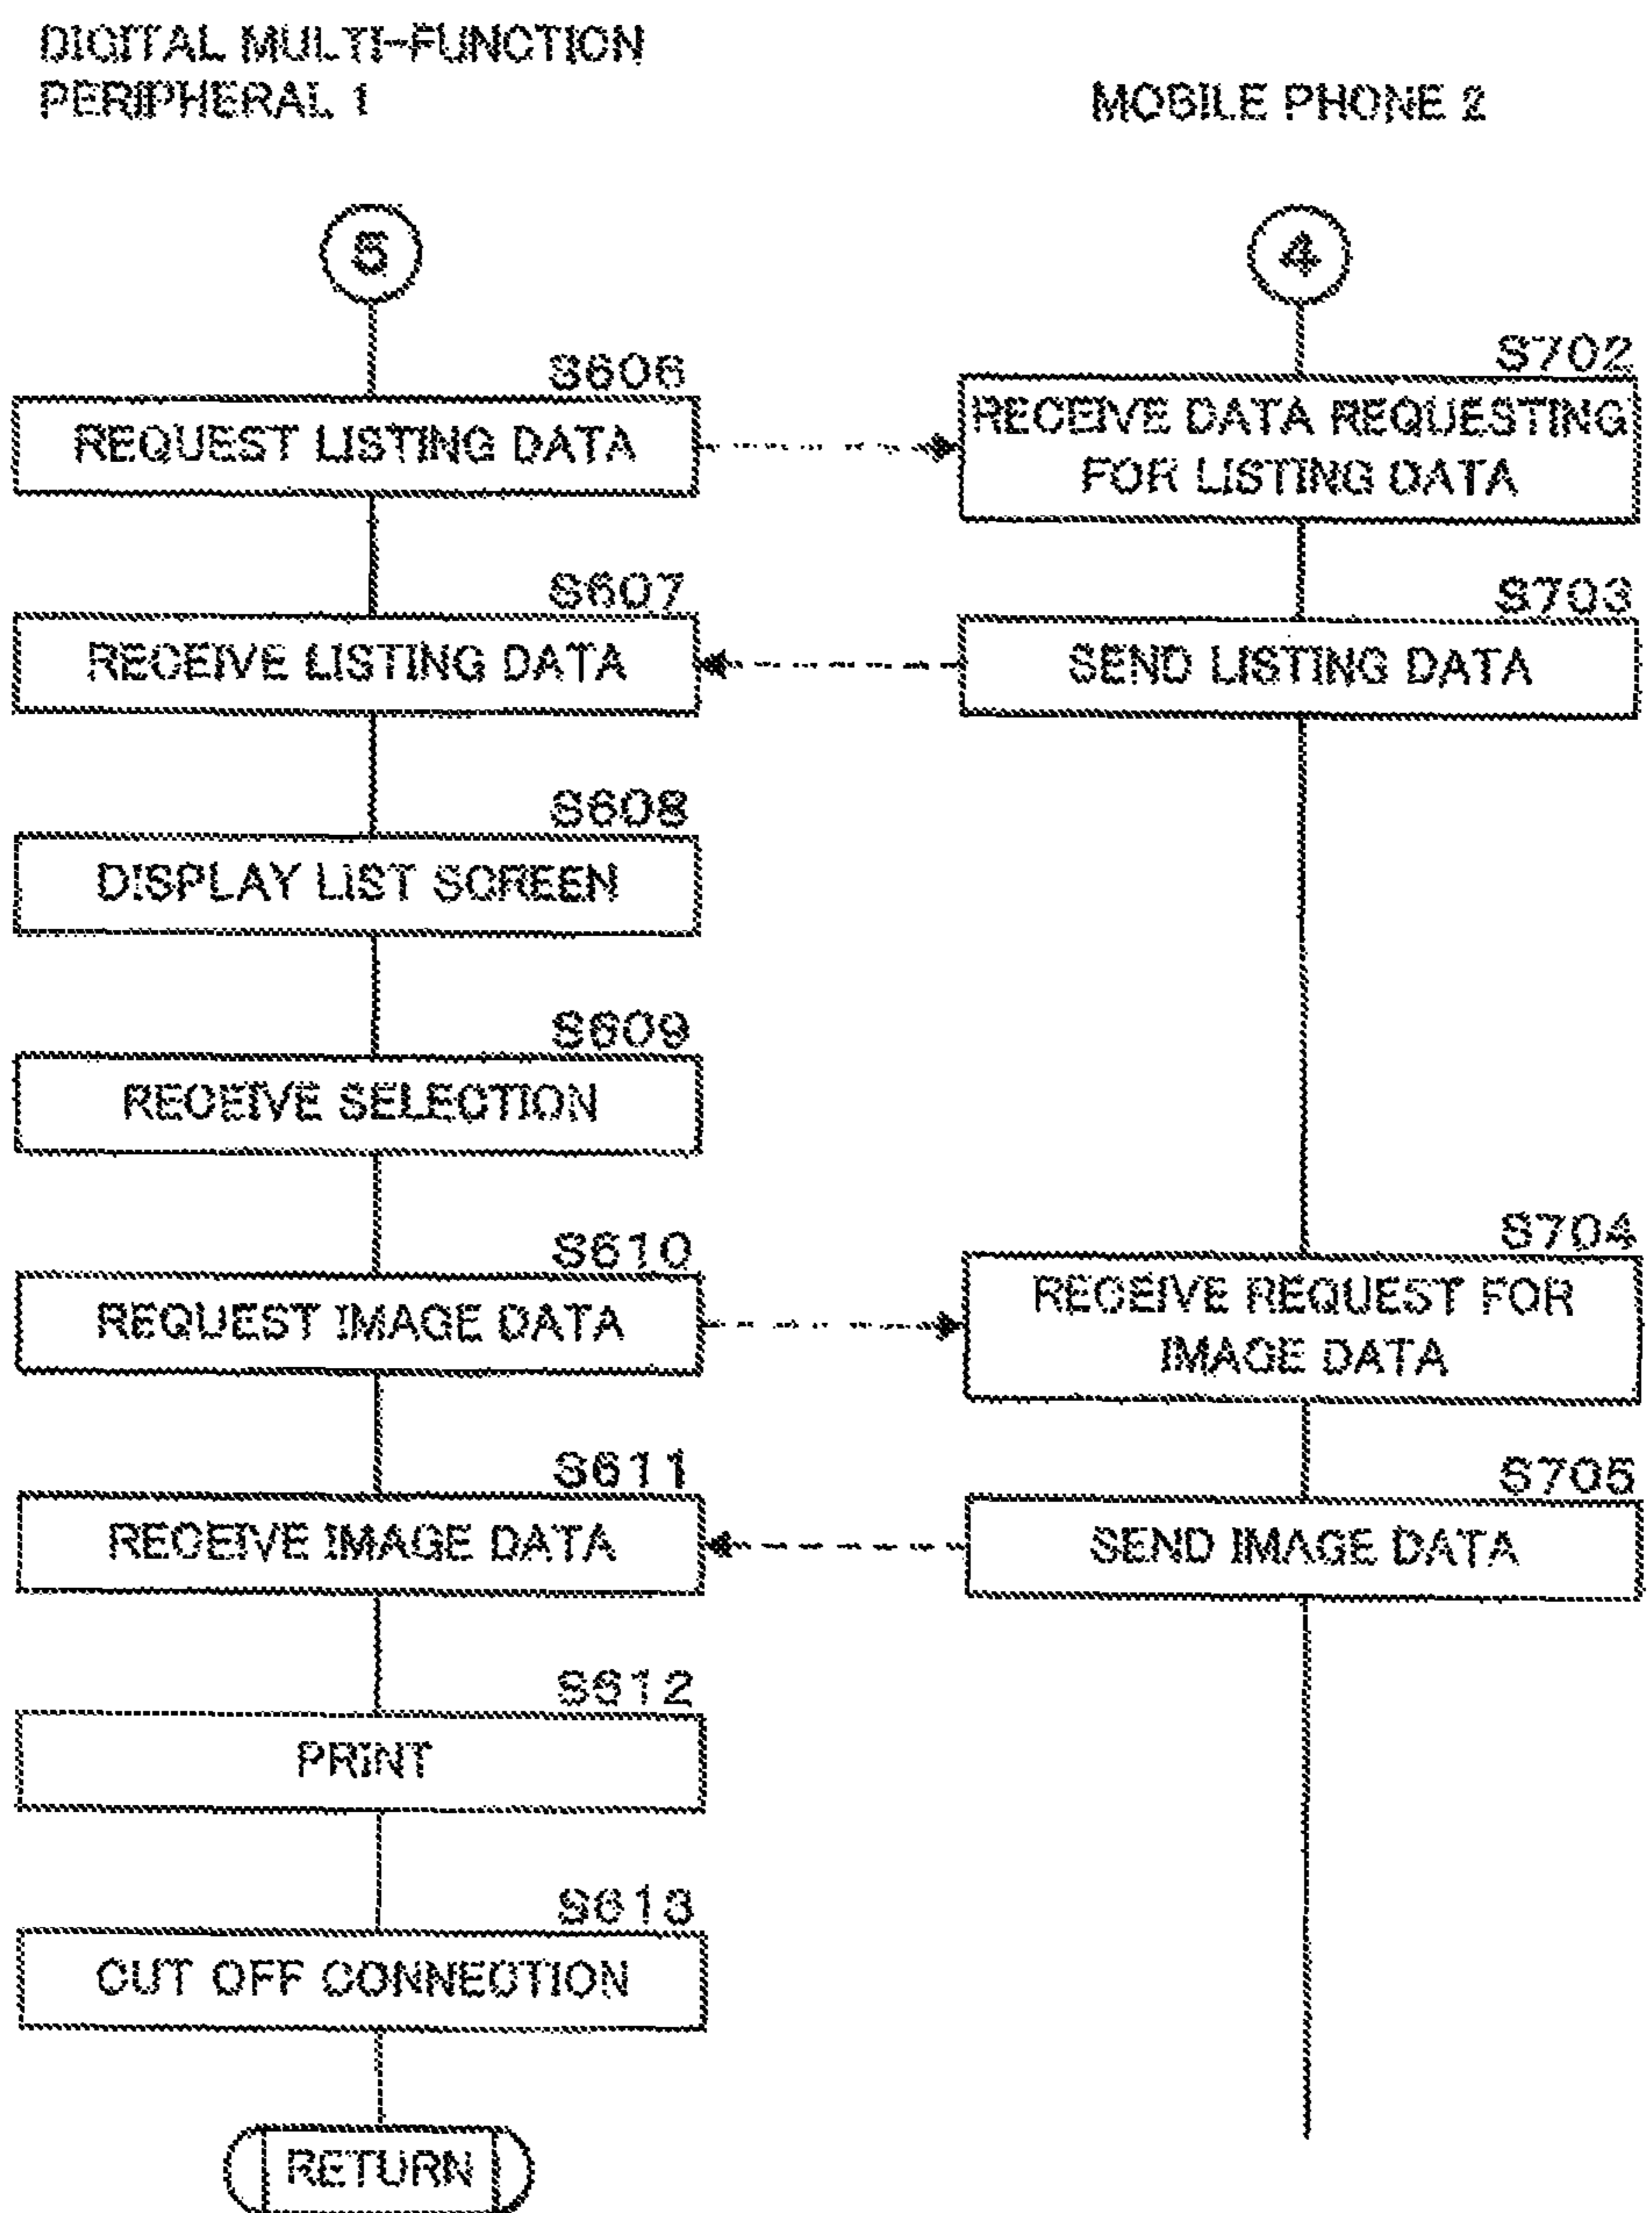 DIGITAL MULTI-FUNCTION
PERIPHERAL 1
MOBILE PHONE 2
5
4
S606
REQUEST LISTING DATA
S702
RECEIVE DATA REQUESTING
FOR LISTING DATA
S607
RECEIVE LISTING DATA
S703
SEND LISTING DATA
S608
DISPLAY LIST SCREEN
S609
RECEIVE SELECTION
S610
REQUEST IMAGE DATA
S704
RECEIVE REQUEST FOR
IMAGE DATA
S611
RECEIVE IMAGE DATA
S705
SEND IMAGE DATA
S612
PRINT
S613
CUT OFF CONNECTION
RETURN